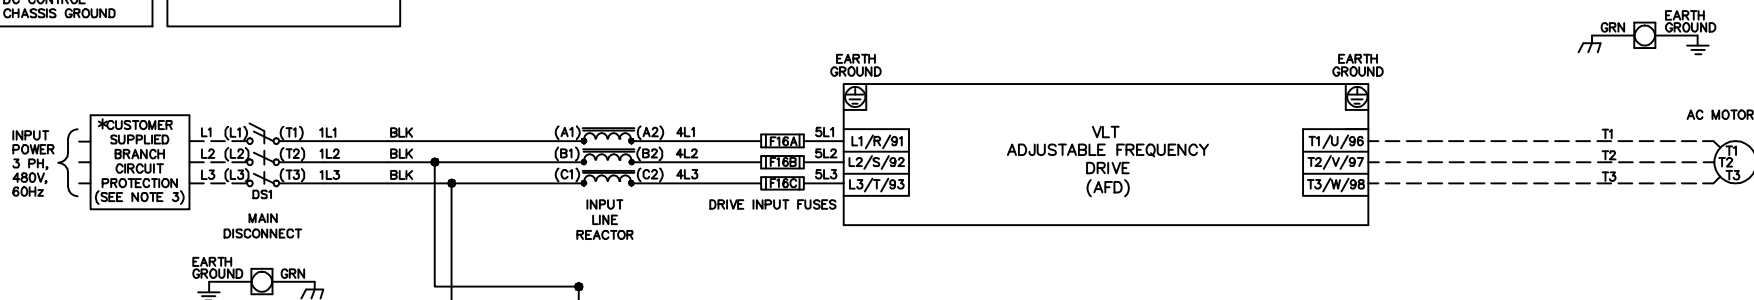 DC CONTROL
CHASSIS GROUND
GRN
EARTH
GROUND
EARTH
GROUND
EARTH
GROUND
INPUT
POWER
3 PH,
480V,
60Hz
*CUSTOMER
SUPPLIED
BRANCH
CIRCUIT
PROTECTION
(SEE NOTE 3)
L1 (L1) (T1) 1L1 BLK (A1) (A2) 4L1 F16A 5L1 L1/R/91
L2 (L2) (T2) 1L2 BLK (B1) (B2) 4L2 F16B 5L2 L2/S/92
L3 (L3) (T3) 1L3 BLK (C1) (C2) 4L3 F16C 5L3 L3/T/93
DS1
MAIN
DISCONNECT
INPUT
LINE
REACTOR
DRIVE INPUT FUSES
VLT
ADJUSTABLE FREQUENCY
DRIVE
(AFD)
T1/U/96 T1
T2/V/97 T2
T3/W/98 T3
AC MOTOR
T1
T2
T3
EARTH
GROUND
GRN